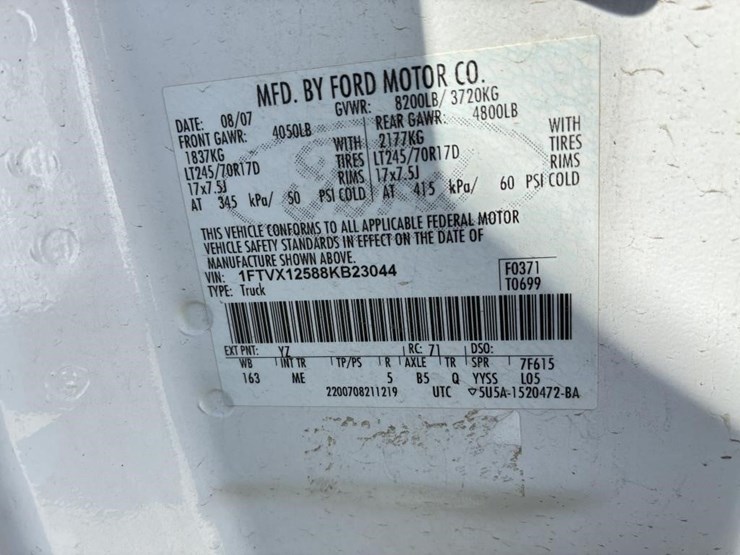 MFD. BY FORD MOTOR CO.
DATE: 08/07 GVWR: 8200LB/ 3720KG
FRONT GAWR: 4050LB REAR GAWR: 4800LB
1837KG WITH 2177KG WITH
LT245/70R17D TIRES LT245/70R17D TIRES
17x7.5J RIMS 17x7.5J RIMS
AT 345 kPa/ 50 PSI COLD AT 415 kPa/ 60 PSI COLD
THIS VEHICLE CONFORMS TO ALL APPLICABLE FEDERAL MOTOR
VEHICLE SAFETY STANDARDS IN EFFECT ON THE DATE OF
MANUFACTURE SHOWN ABOVE.
VIN: 1FTVX12588KB23044 F0371
TYPE: Truck T0699
EXT PNT: YZ RC: 71 DSO:
WB INT TR TP/PS R AXLE TR SPR 7F615
163 ME 5 B5 Q YYSS L05
2200708211219 UTC ▽5U5A-1520472-BA